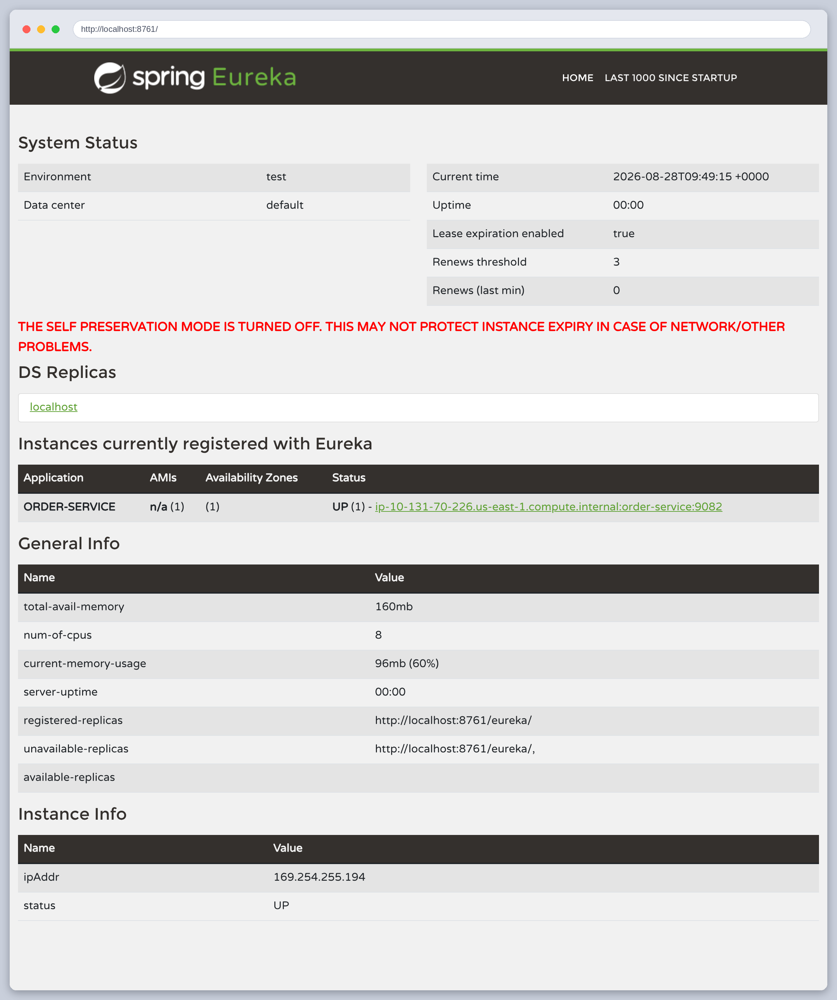 http://localhost:8761/
spring Eureka
HOME LAST 1000 SINCE STARTUP
System Status
Environment test
Data center default
Current time 2026-08-28T09:49:15 +0000
Uptime 00:00
Lease expiration enabled true
Renews threshold 3
Renews (last min) 0
THE SELF PRESERVATION MODE IS TURNED OFF. THIS MAY NOT PROTECT INSTANCE EXPIRY IN CASE OF NETWORK/OTHER
PROBLEMS.
DS Replicas
localhost
Instances currently registered with Eureka
Application AMIs Availability Zones Status
ORDER-SERVICE n/a (1) (1) UP (1) - ip-10-131-70-226.us-east-1.compute.internal:order-service:9082
General Info
Name Value
total-avail-memory 160mb
num-of-cpus 8
current-memory-usage 96mb (60%)
server-uptime 00:00
registered-replicas http://localhost:8761/eureka/
unavailable-replicas http://localhost:8761/eureka/,
available-replicas
Instance Info
Name Value
ipAddr 169.254.255.194
status UP